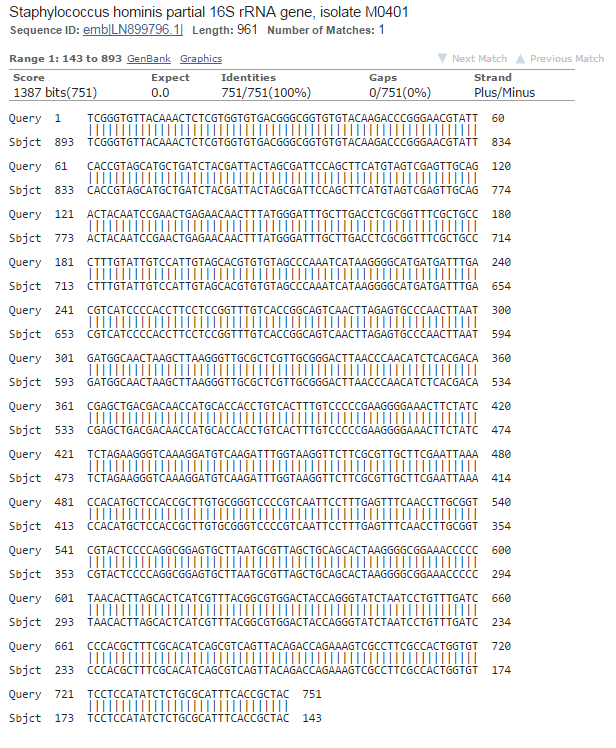 Staphylococcus hominis partial 16S rRNA gene, isolate M0401
Sequence ID: emb|LN899796.1| Length: 961 Number of Matches: 1
Range 1: 143 to 893 GenBank Graphics Next Match Previous Match
Score Expect Identities Gaps Strand
1387 bits(751) 0.0 751/751(100%) 0/751(0%) Plus/Minus
Query 1 TCGGGTGTTACAAACTCTCGTGGTGTGACGGGCGGTGTGTACAAGACCCGGGAACGTATT 60
Sbjct 893 TCGGGTGTTACAAACTCTCGTGGTGTGACGGGCGGTGTGTACAAGACCCGGGAACGTATT 834
Query 61 CACCGTAGCATGCTGATCTACGATTACTAGCGATTCCAGCTTCATGTAGTCGAGTTGCAG 120
Sbjct 833 CACCGTAGCATGCTGATCTACGATTACTAGCGATTCCAGCTTCATGTAGTCGAGTTGCAG 774
Query 121 ACTACAATCCGAACTGAGAACAACTTTATGGGATTTGCTTGACCTCGCGGTTTCGCTGCC 180
Sbjct 773 ACTACAATCCGAACTGAGAACAACTTTATGGGATTTGCTTGACCTCGCGGTTTCGCTGCC 714
Query 181 CTTTGTATTGTCCATTGTAGCACGTGTGTAGCCCAAATCATAAGGGGCATGATGATTTGA 240
Sbjct 713 CTTTGTATTGTCCATTGTAGCACGTGTGTAGCCCAAATCATAAGGGGCATGATGATTTGA 654
Query 241 CGTCATCCCCACCTTCCTCCGGTTTGTCACCGGCAGTCAACTTAGAGTGCCCAACTTAAT 300
Sbjct 653 CGTCATCCCCACCTTCCTCCGGTTTGTCACCGGCAGTCAACTTAGAGTGCCCAACTTAAT 594
Query 301 GATGGCAACTAAGCTTAAGGGTTGCGCTCGTTGCGGGACTTAACCCAACATCTCACGACA 360
Sbjct 593 GATGGCAACTAAGCTTAAGGGTTGCGCTCGTTGCGGGACTTAACCCAACATCTCACGACA 534
Query 361 CGAGCTGACGACAACCATGCACCACCTGTCACTTTGTCCCCCGAAGGGGAAACTTCTATC 420
Sbjct 533 CGAGCTGACGACAACCATGCACCACCTGTCACTTTGTCCCCCGAAGGGGAAACTTCTATC 474
Query 421 TCTAGAAGGGTCAAAGGATGTCAAGATTTGGTAAGGTTCTTCGCGTTGCTTCGAATTAAA 480
Sbjct 473 TCTAGAAGGGTCAAAGGATGTCAAGATTTGGTAAGGTTCTTCGCGTTGCTTCGAATTAAA 414
Query 481 CCACATGCTCCACCGCTTGTGCGGGTCCCCGTCAATTCCTTTGAGTTTCAACCTTGCGGT 540
Sbjct 413 CCACATGCTCCACCGCTTGTGCGGGTCCCCGTCAATTCCTTTGAGTTTCAACCTTGCGGT 354
Query 541 CGTACTCCCCAGGCGGAGTGCTTAATGCGTTAGCTGCAGCACTAAGGGGCGGAAACCCCC 600
Sbjct 353 CGTACTCCCCAGGCGGAGTGCTTAATGCGTTAGCTGCAGCACTAAGGGGCGGAAACCCCC 294
Query 601 TAACACTTAGCACTCATCGTTTACGGCGTGGACTACCAGGGTATCTAATCCTGTTTGATC 660
Sbjct 293 TAACACTTAGCACTCATCGTTTACGGCGTGGACTACCAGGGTATCTAATCCTGTTTGATC 234
Query 661 CCCACGCTTTCGCACATCAGCGTCAGTTACAGACCAGAAAGTCGCCTTCGCCACTGGTGT 720
Sbjct 233 CCCACGCTTTCGCACATCAGCGTCAGTTACAGACCAGAAAGTCGCCTTCGCCACTGGTGT 174
Query 721 TCCTCCATATCTCTGCGCATTTCACCGCTAC 751
Sbjct 173 TCCTCCATATCTCTGCGCATTTCACCGCTAC 143